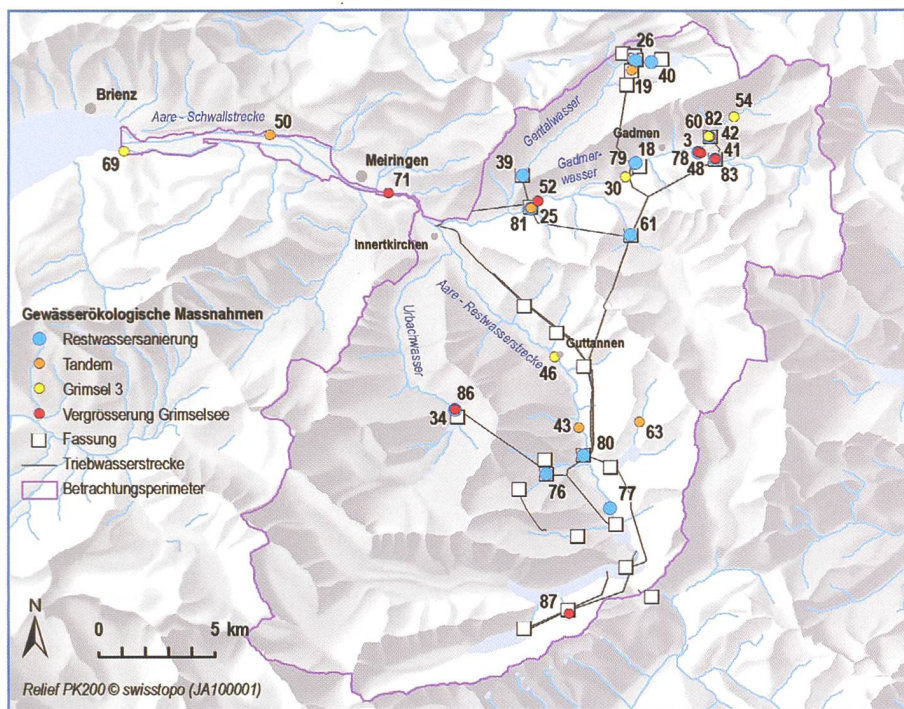 26
40
19
Brienz
Aare - Schwallstrecke
50
69
Meiringen
71
Gentalwasser
Gadmen
Gadmer-
wasser
54
60
82
3
42
78
41
48
83
79
18
30
39
52
81
25
61
Innertkirchen
Aare - Restwasserstrecke
Urbachwasser
Guttannen
46
Gewässerökologische Massnahmen
Restwassersanierung
Tandem
Grimsel 3
Vergrösserung Grimselsee
Fassung
Triebwasserstrecke
Betrachtungsperimeter
86
34
43
63
80
76
77
87
N
0 5 km
Relief PK200 © swisstopo (JA100001)